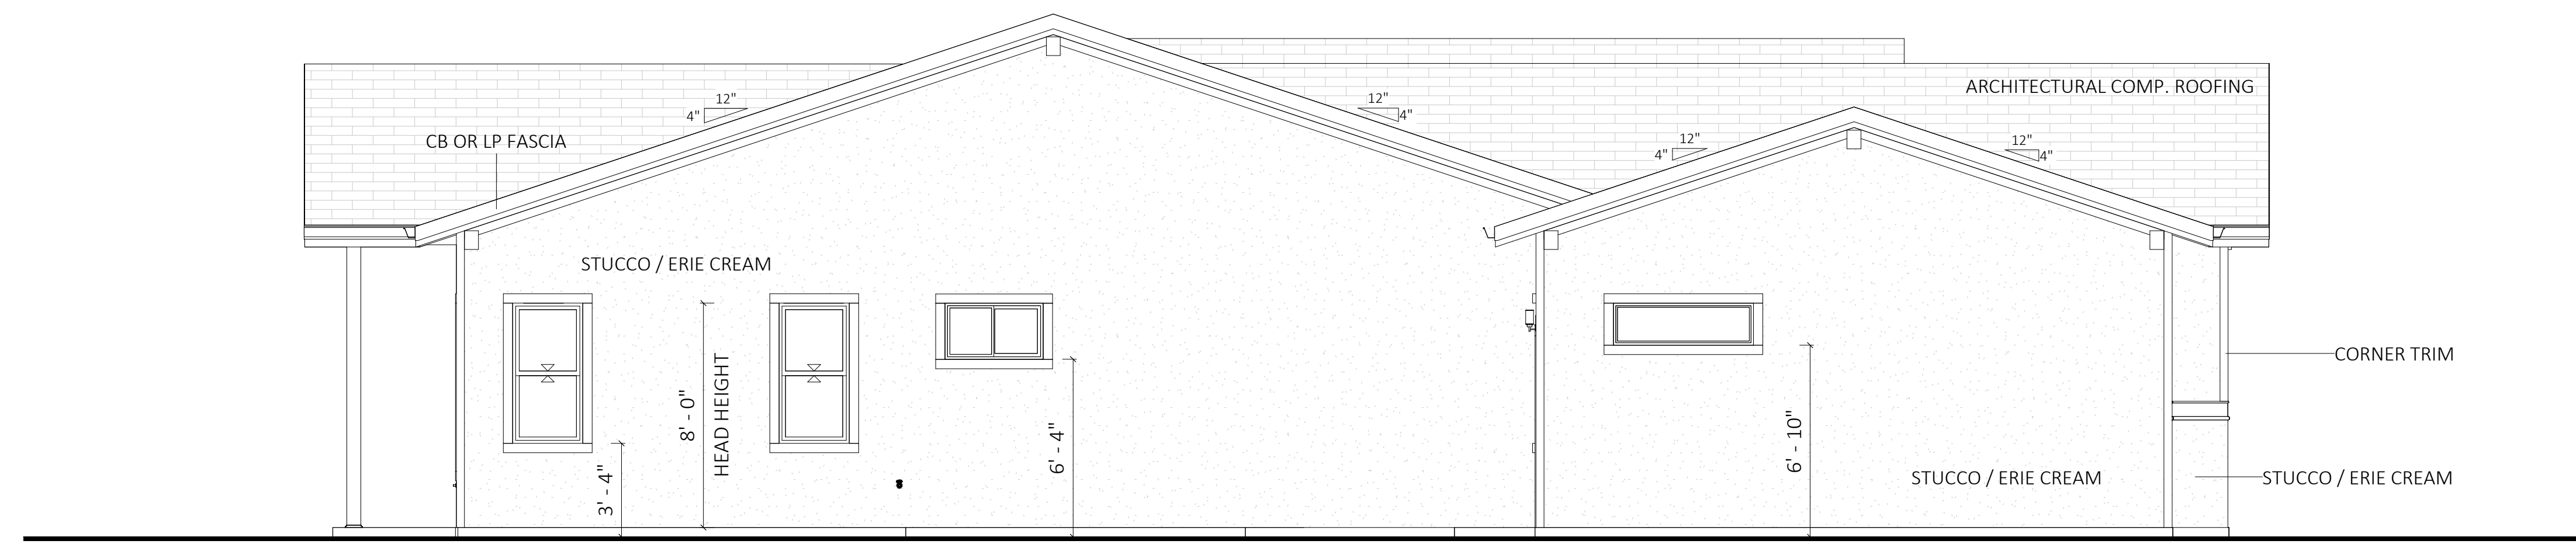 ARCHITECTURAL COMP. ROOFING
12"
4"
12"
4"
CB OR LP FASCIA
12"
4"
12"
4"
STUCCO / ERIE CREAM
CORNER TRIM
8' - 0"
HEAD HEIGHT
3' - 4"
6' - 4"
6' - 10"
STUCCO / ERIE CREAM
STUCCO / ERIE CREAM